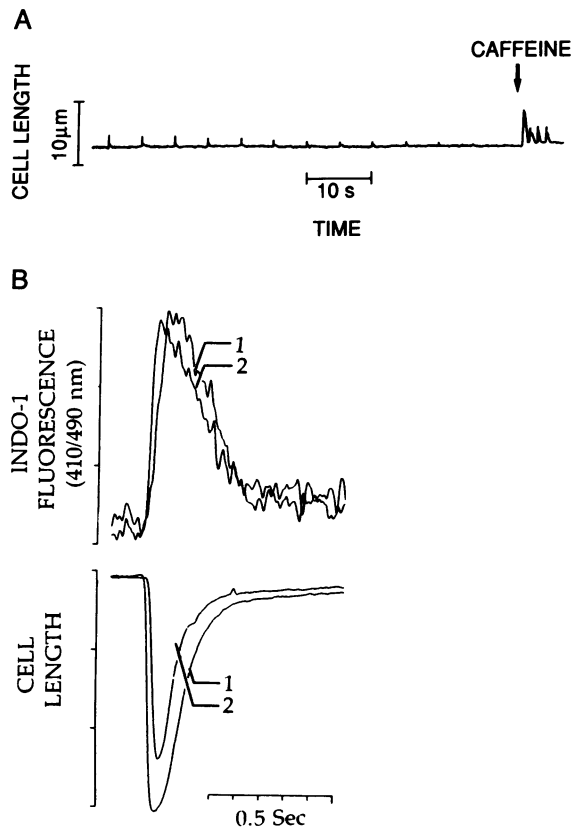 A
CAFFEINE
CELL LENGTH
10μm
10 s
TIME
B
INDO-1
FLUORESCENCE
(410/490 nm)
1
2
CELL
LENGTH
1
2
0.5 Sec